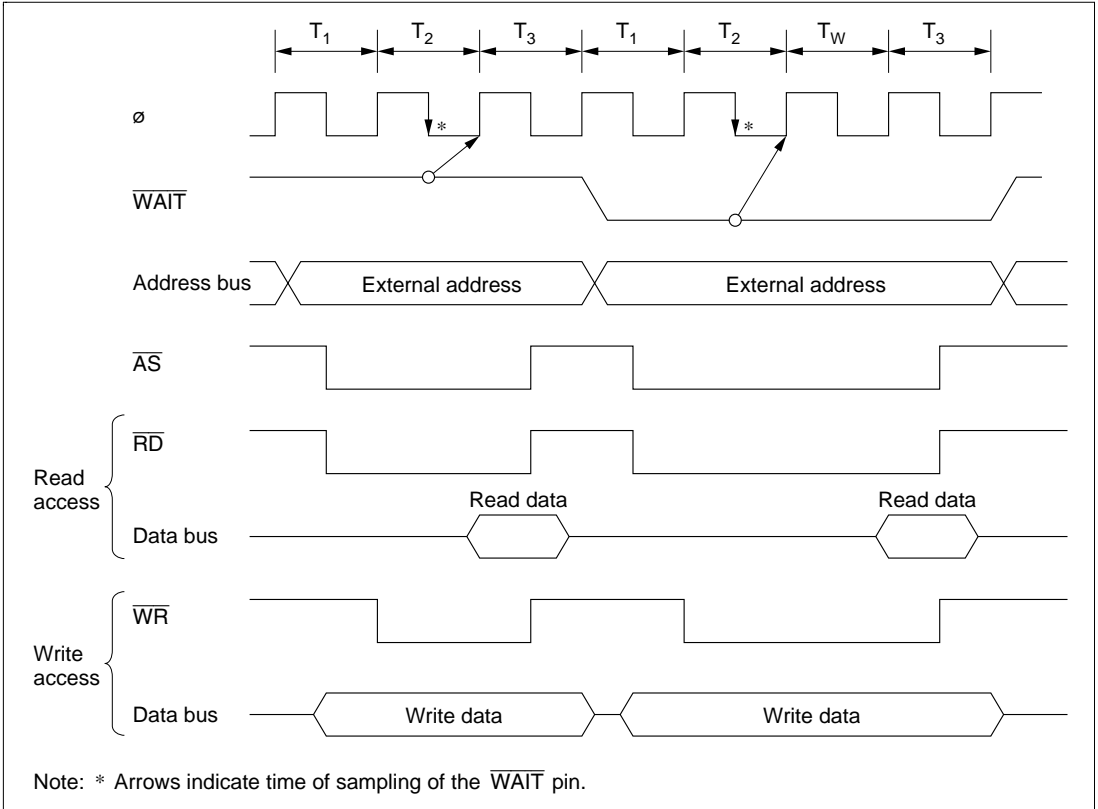 T1 T2 T3 T1 T2 TW T3
ø
* *
WAIT
Address bus External address External address
AS
RD
Read access
Read data Read data
Data bus
WR
Write access
Data bus Write data Write data
Note: * Arrows indicate time of sampling of the WAIT pin.